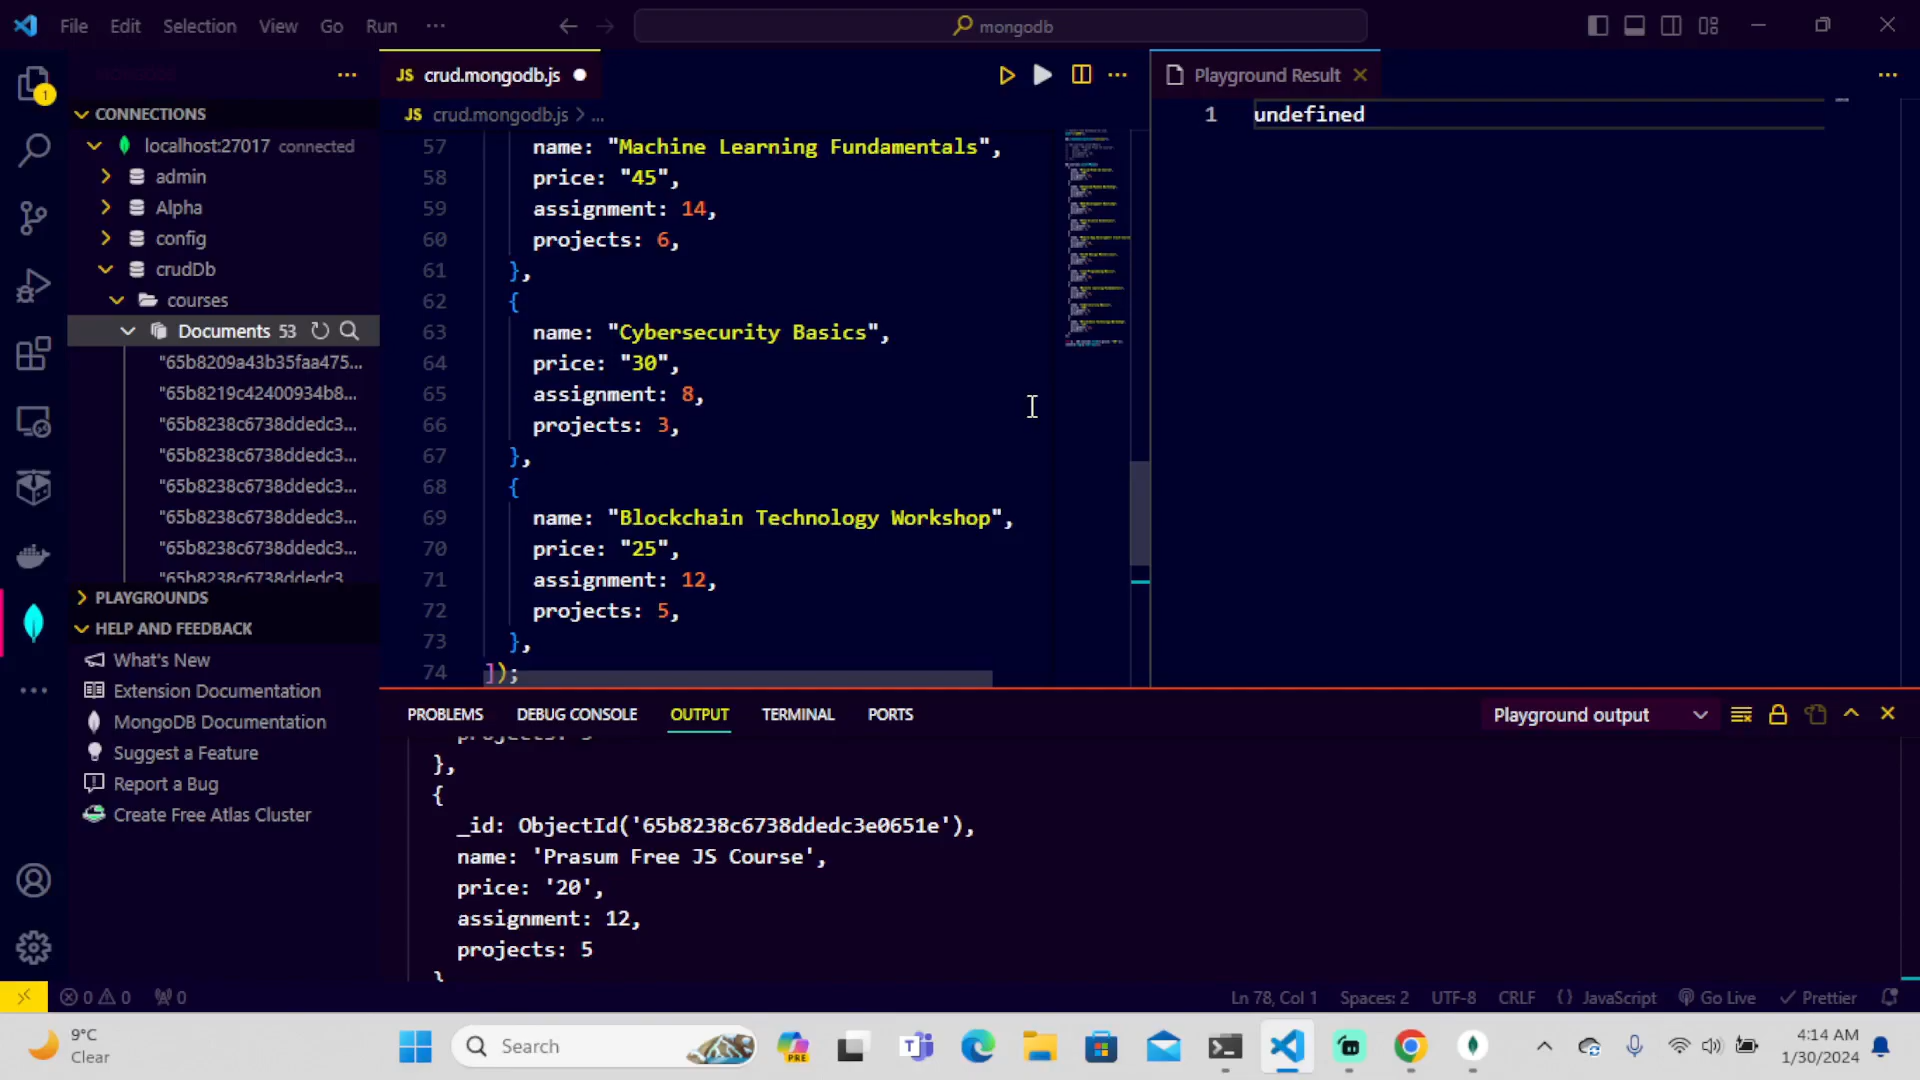 File Edit Selection View Go Run ···
mongodb
CONNECTIONS
localhost:27017 connected
admin
Alpha
config
crudDb
courses
Documents 53
"65b8209a43b35faa475...
"65b8219c42400934b8...
"65b8238c6738ddedc3...
"65b8238c6738ddedc3...
"65b8238c6738ddedc3...
"65b8238c6738ddedc3...
"65b8238c6738ddedc3...
"65b8238c6738ddedc3
PLAYGROUNDS
HELP AND FEEDBACK
What's New
Extension Documentation
MongoDB Documentation
Suggest a Feature
Report a Bug
Create Free Atlas Cluster
JS crud.mongodb.js
JS crud.mongodb.js > ...
57 name: "Machine Learning Fundamentals",
58 price: "45",
59 assignment: 14,
60 projects: 6,
61 },
62 {
63 name: "Cybersecurity Basics",
64 price: "30",
65 assignment: 8,
66 projects: 3,
67 },
68 {
69 name: "Blockchain Technology Workshop",
70 price: "25",
71 assignment: 12,
72 projects: 5,
73 },
74 ]);
Playground Result
1 undefined
PROBLEMS DEBUG CONSOLE OUTPUT TERMINAL PORTS
Playground output
},
{
_id: ObjectId('65b8238c6738ddedc3e0651e'),
name: 'Prasum Free JS Course',
price: '20',
assignment: 12,
projects: 5
}
0 0 0
Ln 78, Col 1 Spaces: 2 UTF-8 CRLF {} JavaScript Go Live Prettier
9°C
Clear
Search
PRE
4:14 AM
1/30/2024